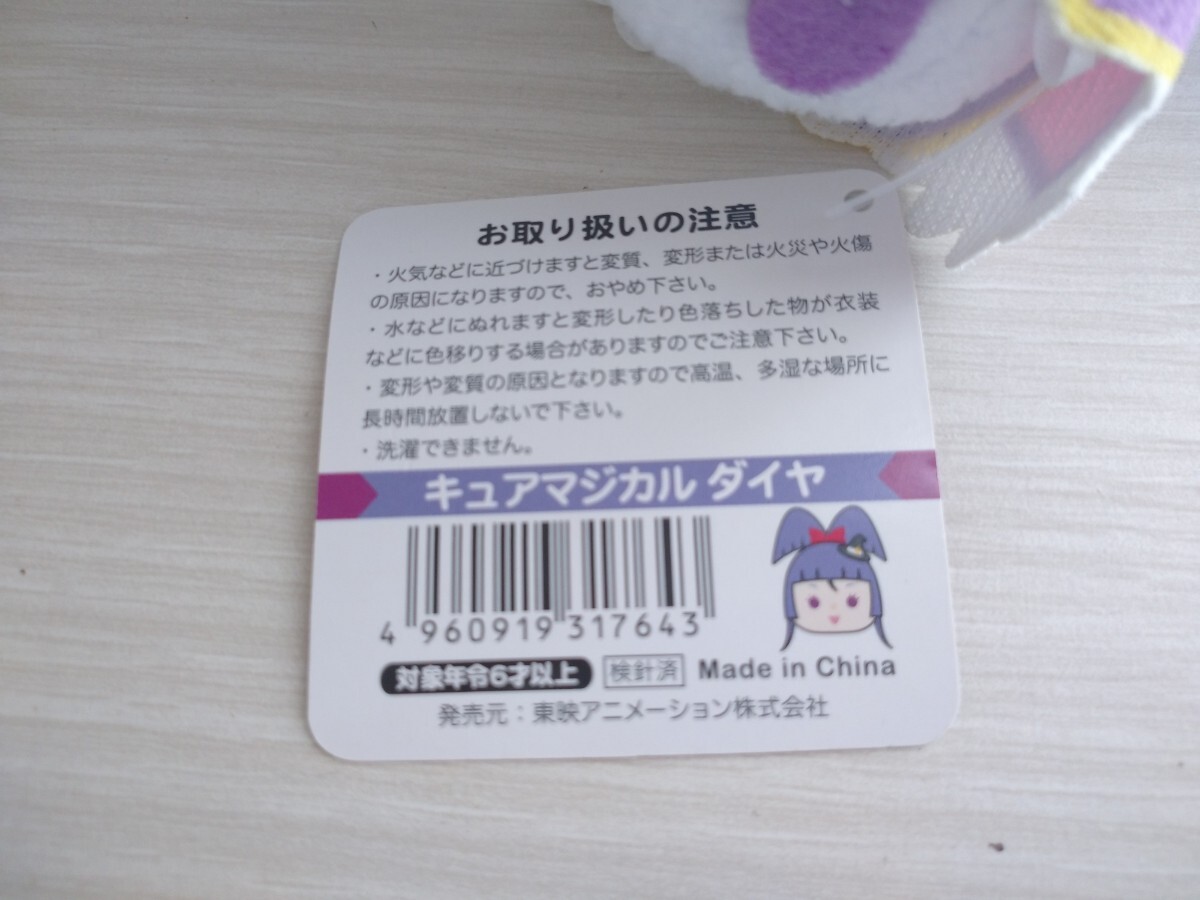 お取り扱いの注意
・火気などに近づけますと変質、変形または火災や火傷
の原因になりますので、おやめ下さい。
・水などにぬれますと変形したり色落ちした物が衣装
などに色移りする場合がありますのでご注意下さい。
・変形や変質の原因となりますので高温、多湿な場所に
長時間放置しないで下さい。
・洗濯できません。
キュアマジカル ダイヤ
4 960919 317643
対象年令6才以上 検針済 Made in China
発売元：東映アニメーション株式会社